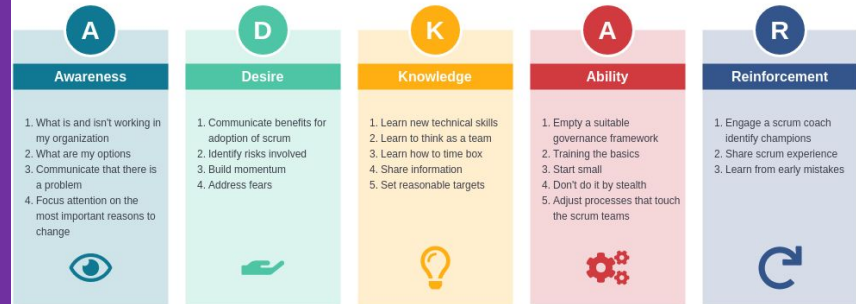 A
Awareness
1. What is and isn't working in
my organization
2. What are my options
3. Communicate that there is
a problem
4. Focus attention on the
most important reasons to
change
D
Desire
1. Communicate benefits for
adoption of scrum
2. Identify risks involved
3. Build momentum
4. Address fears
K
Knowledge
1. Learn new technical skills
2. Learn to think as a team
3. Learn how to time box
4. Share information
5. Set reasonable targets
A
Ability
1. Empty a suitable
governance framework
2. Training the basics
3. Start small
4. Don't do it by stealth
5. Adjust processes that touch
the scrum teams
R
Reinforcement
1. Engage a scrum coach
identify champions
2. Share scrum experience
3. Learn from early mistakes